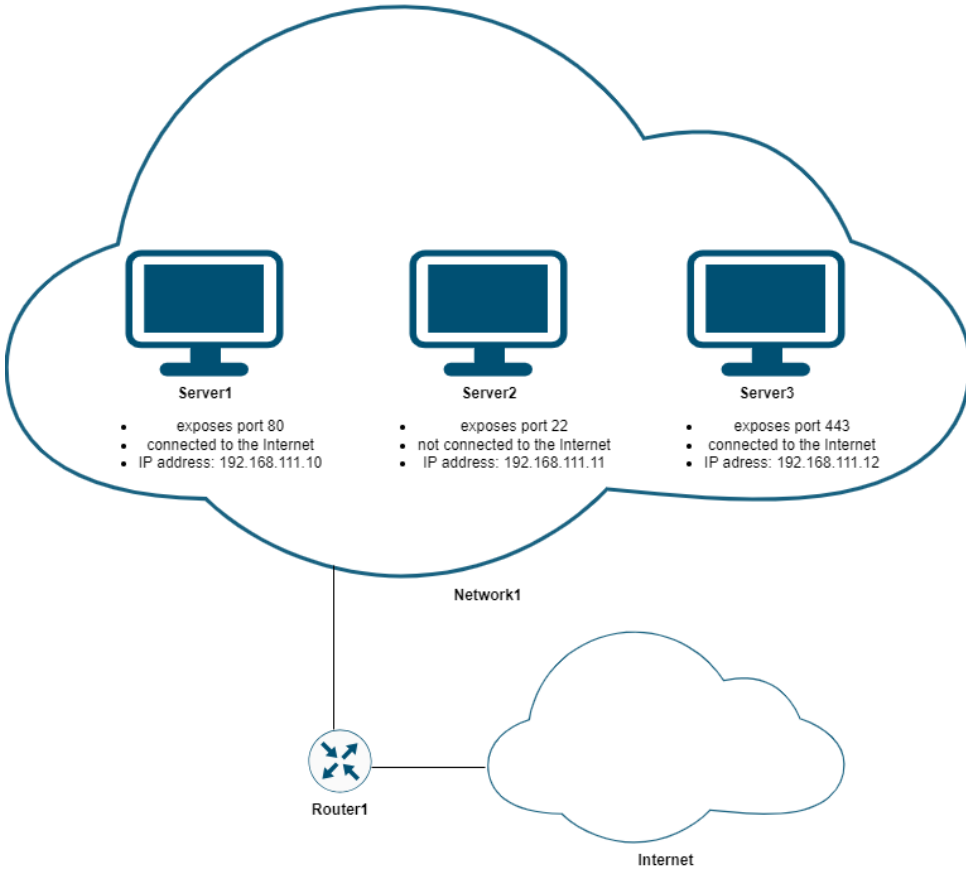 Server1
• exposes port 80
• connected to the Internet
• IP address: 192.168.111.10
Server2
• exposes port 22
• not connected to the Internet
• IP address: 192.168.111.11
Server3
• exposes port 443
• connected to the Internet
• IP adress: 192.168.111.12
Network1
Router1
Internet